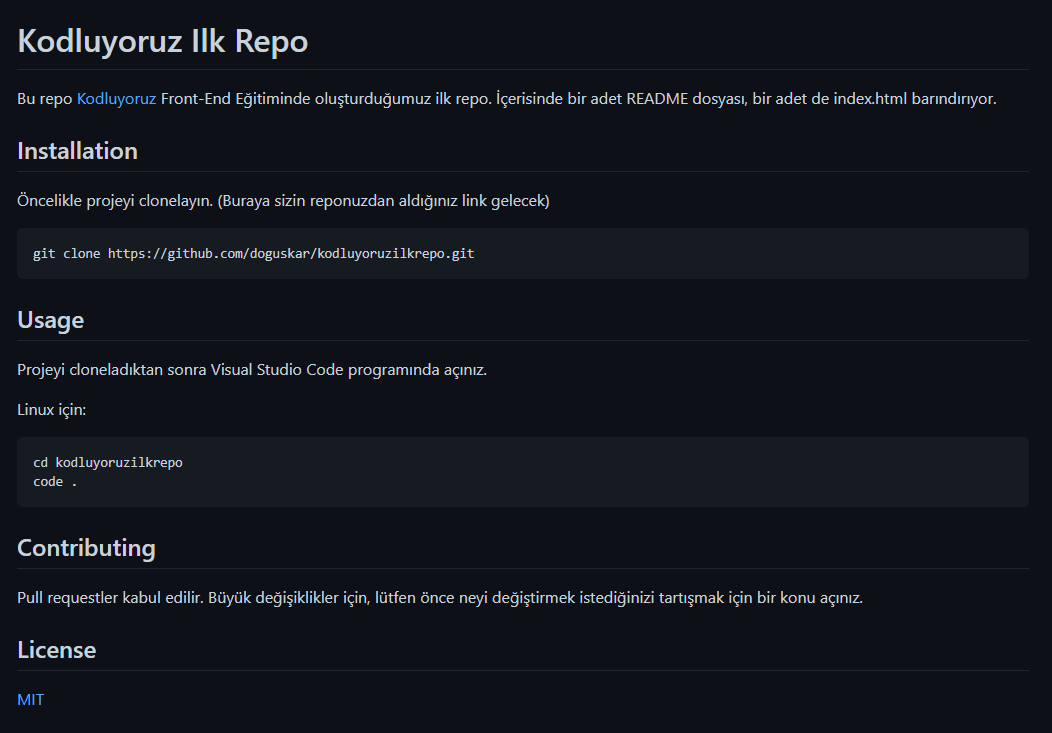 Kodluyoruz Ilk Repo
Bu repo Kodluyoruz Front-End Eğitiminde oluşturduğumuz ilk repo. İçerisinde bir adet README dosyası, bir adet de index.html barındırıyor.
Installation
Öncelikle projeyi clonelayın. (Buraya sizin reponuzdan aldığınız link gelecek)
git clone https://github.com/doguskar/kodluyoruzilkrepo.git
Usage
Projeyi cloneladıktan sonra Visual Studio Code programında açınız.
Linux için:
cd kodluyoruzilkrepo
code .
Contributing
Pull requestler kabul edilir. Büyük değişiklikler için, lütfen önce neyi değiştirmek istediğinizi tartışmak için bir konu açınız.
License
MIT